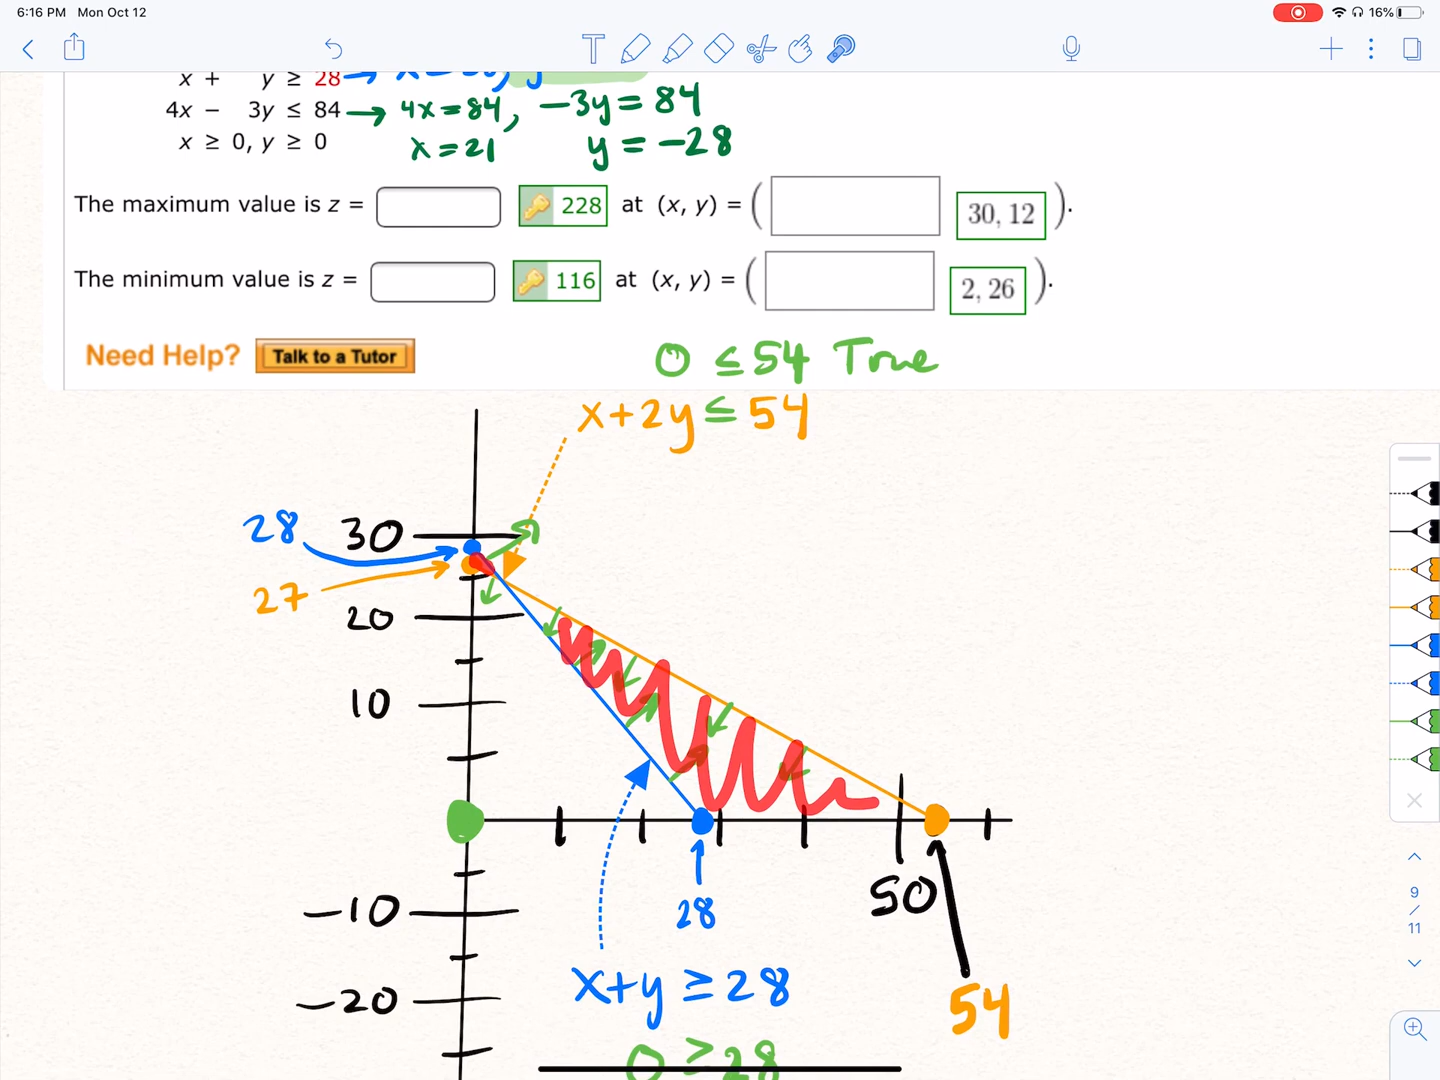 6:16 PM Mon Oct 12
16%
x + y ≥ 28
4x − 3y ≤ 84 → 4x = 84, −3y = 84
x ≥ 0, y ≥ 0 x = 21 y = −28
The maximum value is z = 228 at (x, y) = ( 30, 12 ).
The minimum value is z = 116 at (x, y) = ( 2, 26 ).
Need Help? Talk to a Tutor
0 ≤ 54 True
x+2y ≤ 54
28 30
27
20
10
50
28
−10
x+y ≥ 28
−20
54
0 ≥ 28
9
/
11